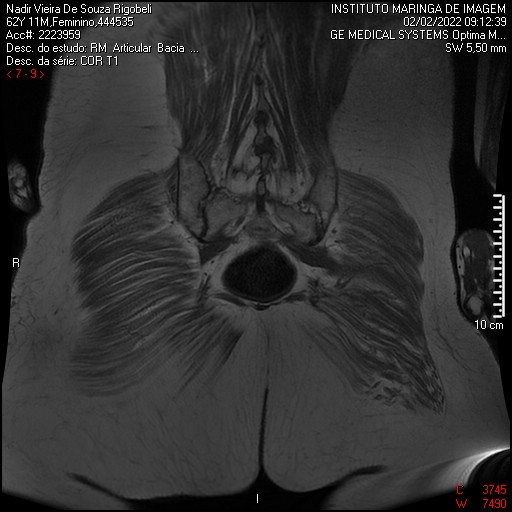 Nadir Vieira De Souza Rigobeli
62Y 11M,Feminino,444535
Acc#: 2223959
Desc. do estudo: RM Articular Bacia ...
Desc. da série: COR T1
< 7 - 9 >
INSTITUTO MARINGA DE IMAGEM
02/02/2022 09:12:39
GE MEDICAL SYSTEMS Optima M...
SW 5,50 mm
R
10 cm
I
C 3745
W 7490